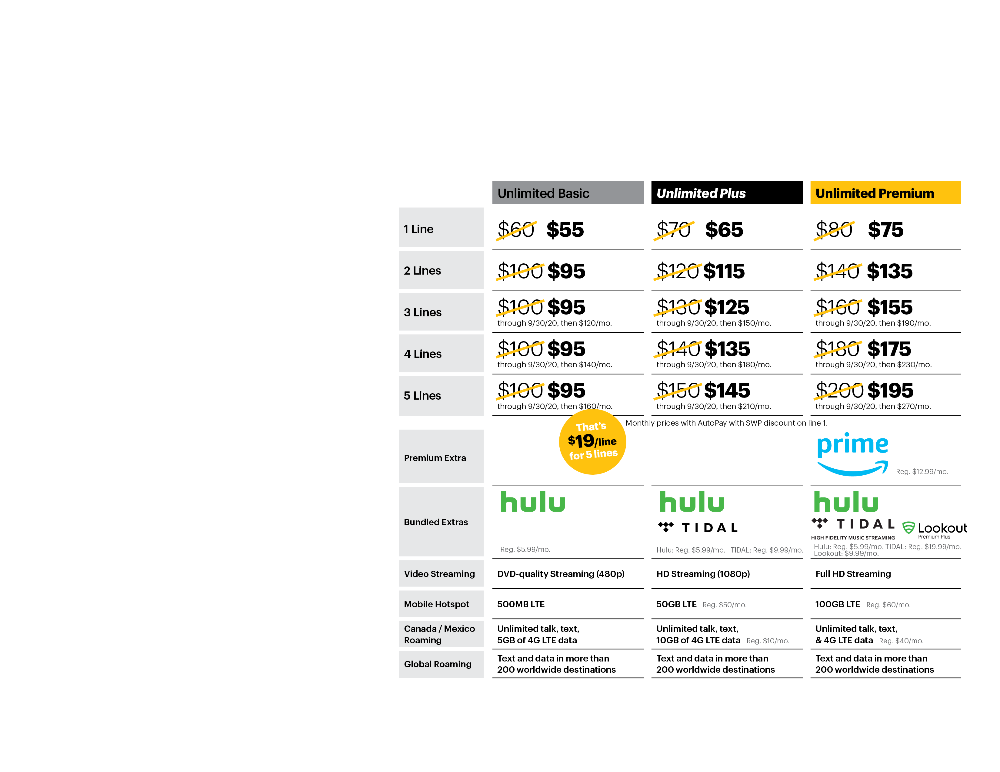 Unlimited Basic Unlimited Plus Unlimited Premium
1 Line $60 $55 $70 $65 $80 $75
2 Lines $100 $95 $120 $115 $140 $135
3 Lines $100 $95 $130 $125 $160 $155
through 9/30/20, then $120/mo. through 9/30/20, then $150/mo. through 9/30/20, then $190/mo.
4 Lines $100 $95 $140 $135 $180 $175
through 9/30/20, then $140/mo. through 9/30/20, then $180/mo. through 9/30/20, then $230/mo.
5 Lines $100 $95 $150 $145 $200 $195
through 9/30/20, then $160/mo. through 9/30/20, then $210/mo. through 9/30/20, then $270/mo.
Monthly prices with AutoPay with SWP discount on line 1.
That's
$19/line
for 5 lines
Premium Extra prime Reg. $12.99/mo.
Bundled Extras
hulu
Reg. $5.99/mo.
hulu
TIDAL
Hulu: Reg. $5.99/mo. TIDAL: Reg. $9.99/mo.
hulu
TIDAL
HIGH FIDELITY MUSIC STREAMING
Lookout
Premium Plus
Hulu: Reg. $5.99/mo. TIDAL: Reg. $19.99/mo.
Lookout: $9.99/mo.
Video Streaming DVD-quality Streaming (480p) HD Streaming (1080p) Full HD Streaming
Mobile Hotspot 500MB LTE 50GB LTE Reg. $50/mo. 100GB LTE Reg. $60/mo.
Canada / Mexico Unlimited talk, text, Unlimited talk, text, Unlimited talk, text,
Roaming 5GB of 4G LTE data 10GB of 4G LTE data Reg. $10/mo. & 4G LTE data Reg. $40/mo.
Global Roaming
Text and data in more than Text and data in more than Text and data in more than
200 worldwide destinations 200 worldwide destinations 200 worldwide destinations